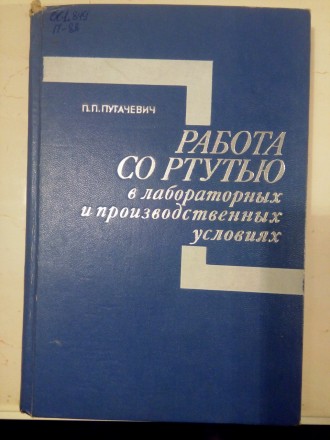 П.П.ПУГАЧЕВИЧ
РАБОТА
СО РТУТЬЮ
в лабораторных
и производственных
условиях